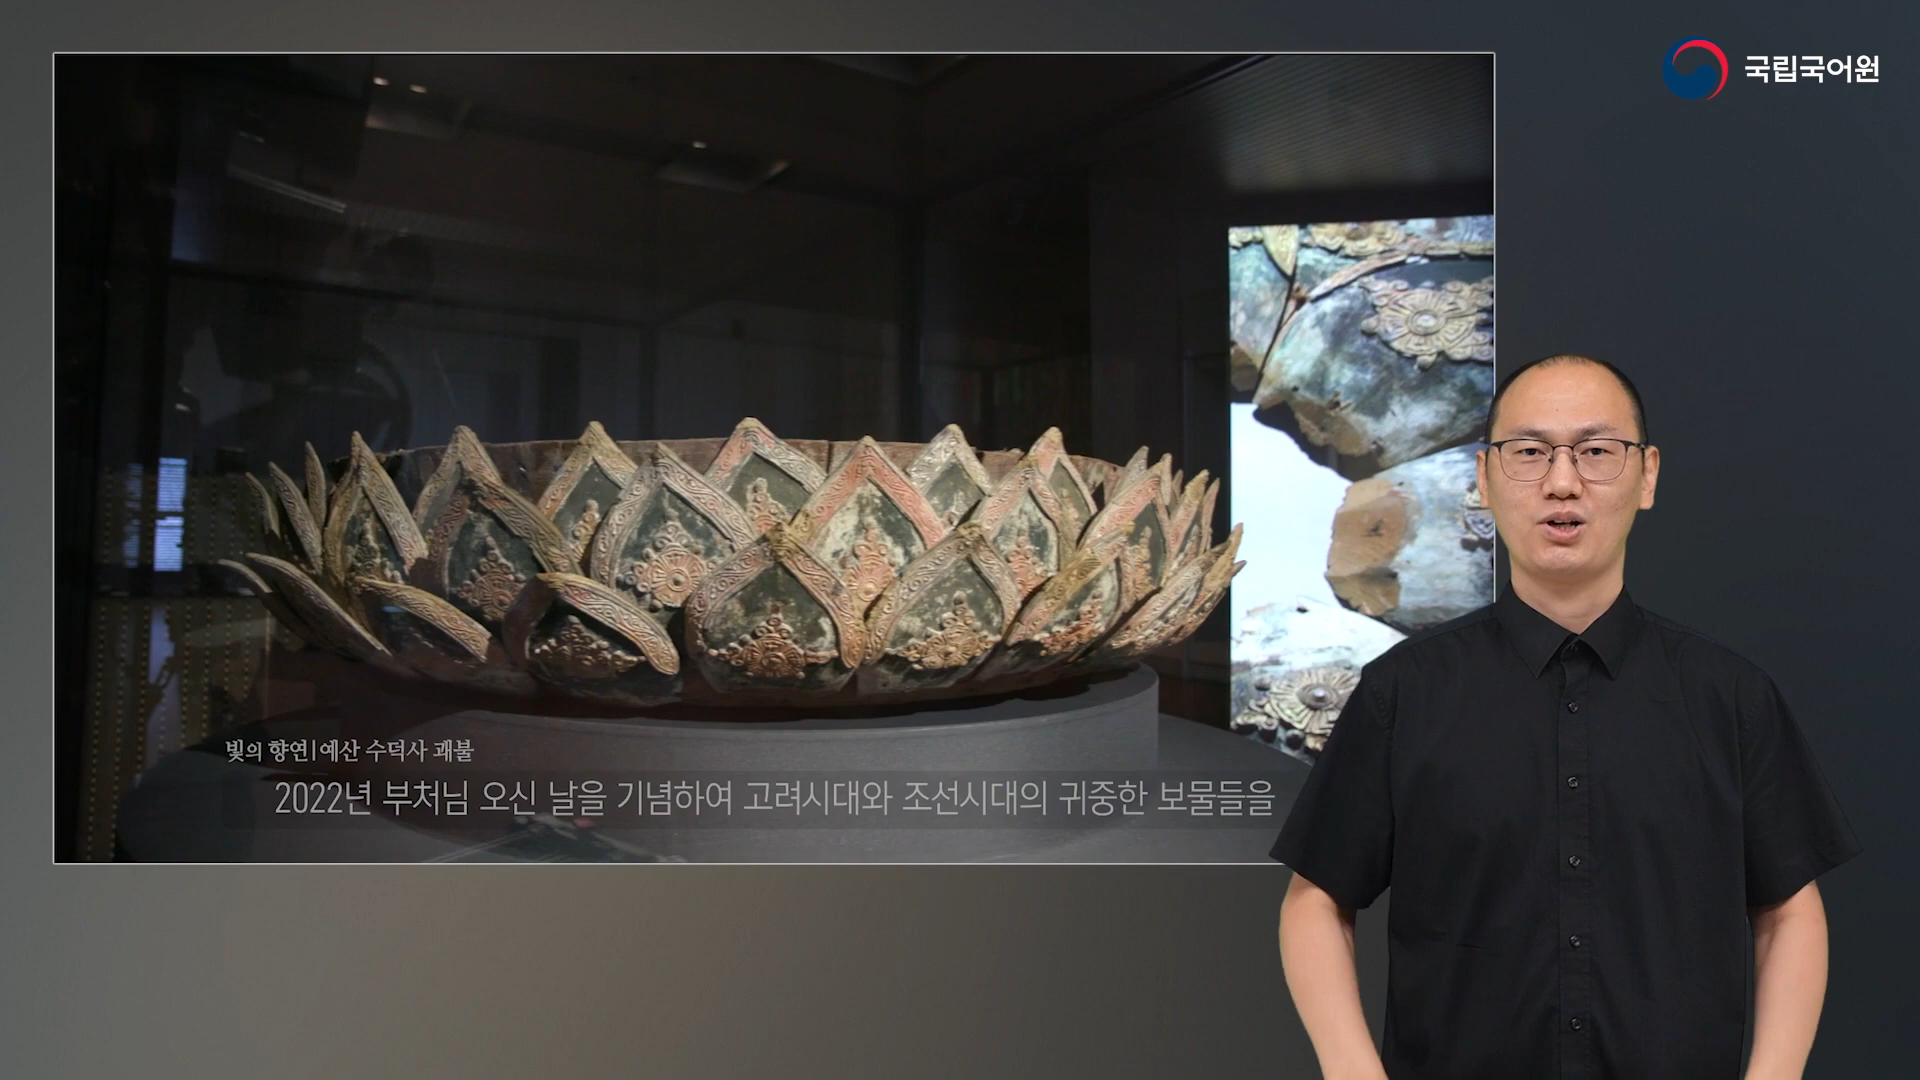 국립국어원
빛의 향연|예산 수덕사 괘불
2022년 부처님 오신 날을 기념하여 고려시대와 조선시대의 귀중한 보물들을